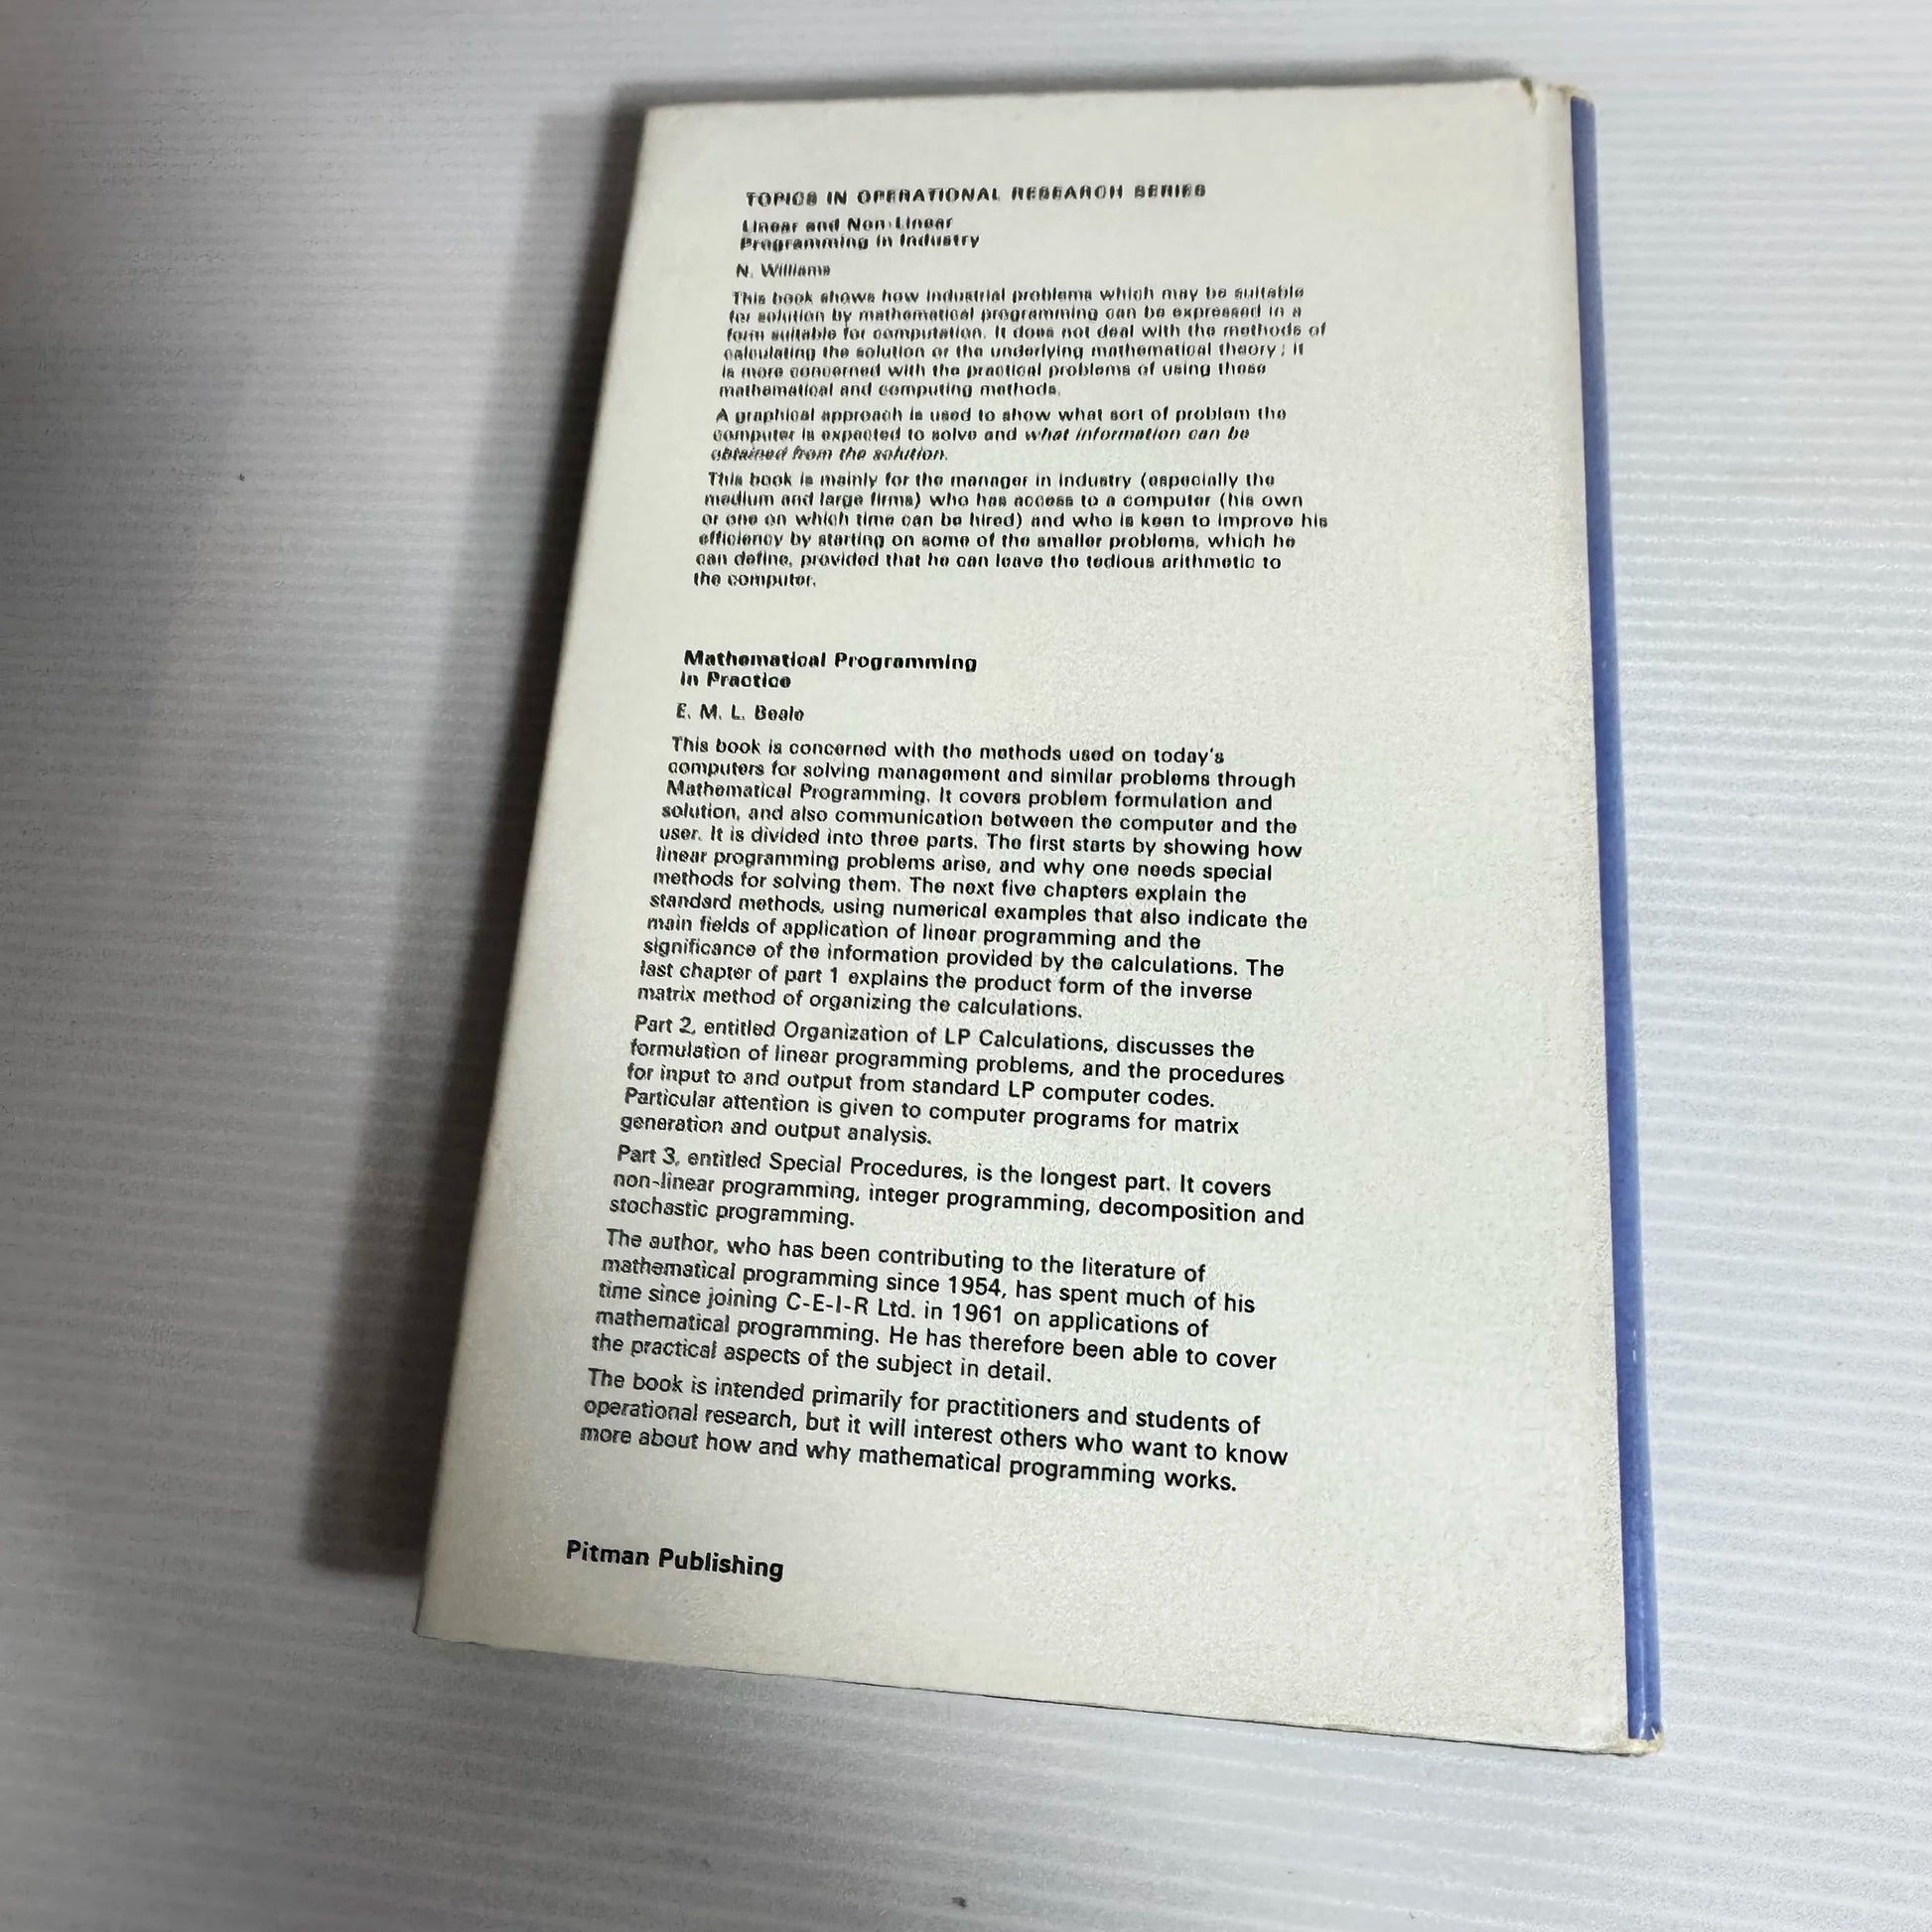 TOPICS IN OPERATIONAL RESEARCH SERIES
Linear and Non-Linear
Programming in Industry
N. Williams
This book shows how industrial problems which may be suitable
for solution by mathematical programming can be expressed in a
form suitable for computation. It does not deal with the methods of
calculating the solution or the underlying mathematical theory; it
is more concerned with the practical problems of using these
mathematical and computing methods.
A graphical approach is used to show what sort of problem the
computer is expected to solve and what information can be
obtained from the solution.
This book is mainly for the manager in industry (especially the
medium and large firms) who has access to a computer (his own
or one on which time can be hired) and who is keen to improve his
efficiency by starting on some of the smaller problems, which he
can define, provided that he can leave the tedious arithmetic to
the computer.
Mathematical Programming
in Practice
E. M. L. Beale
This book is concerned with the methods used on today's
computers for solving management and similar problems through
Mathematical Programming. It covers problem formulation and
solution, and also communication between the computer and the
user. It is divided into three parts. The first starts by showing how
linear programming problems arise, and why one needs special
methods for solving them. The next five chapters explain the
standard methods, using numerical examples that also indicate the
main fields of application of linear programming and the
significance of the information provided by the calculations. The
last chapter of part 1 explains the product form of the inverse
matrix method of organizing the calculations.
Part 2, entitled Organization of LP Calculations, discusses the
formulation of linear programming problems, and the procedures
for input to and output from standard LP computer codes.
Particular attention is given to computer programs for matrix
generation and output analysis.
Part 3, entitled Special Procedures, is the longest part. It covers
non-linear programming, integer programming, decomposition and
stochastic programming.
The author, who has been contributing to the literature of
mathematical programming since 1954, has spent much of his
time since joining C-E-I-R Ltd. in 1961 on applications of
mathematical programming. He has therefore been able to cover
the practical aspects of the subject in detail.
The book is intended primarily for practitioners and students of
operational research, but it will interest others who want to know
more about how and why mathematical programming works.
Pitman Publishing